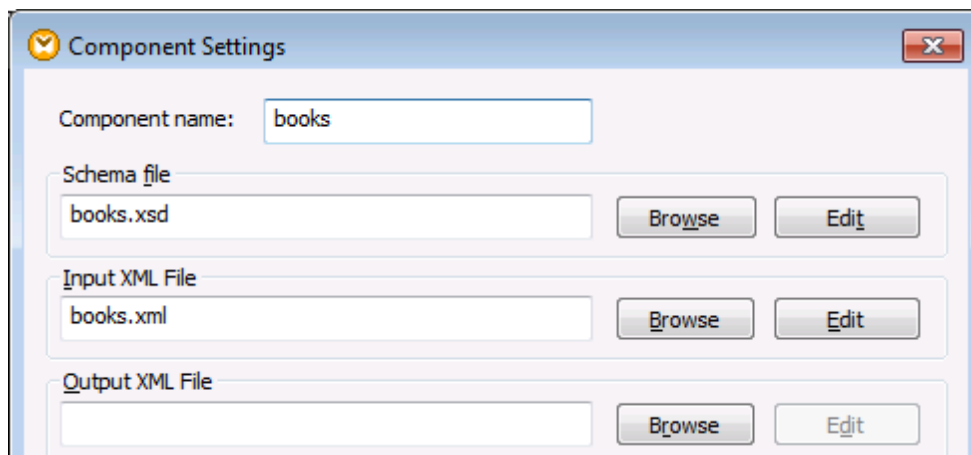 Component Settings
Component name: books
Schema file
books.xsd Browse Edit
Input XML File
books.xml Browse Edit
Output XML File
Browse Edit